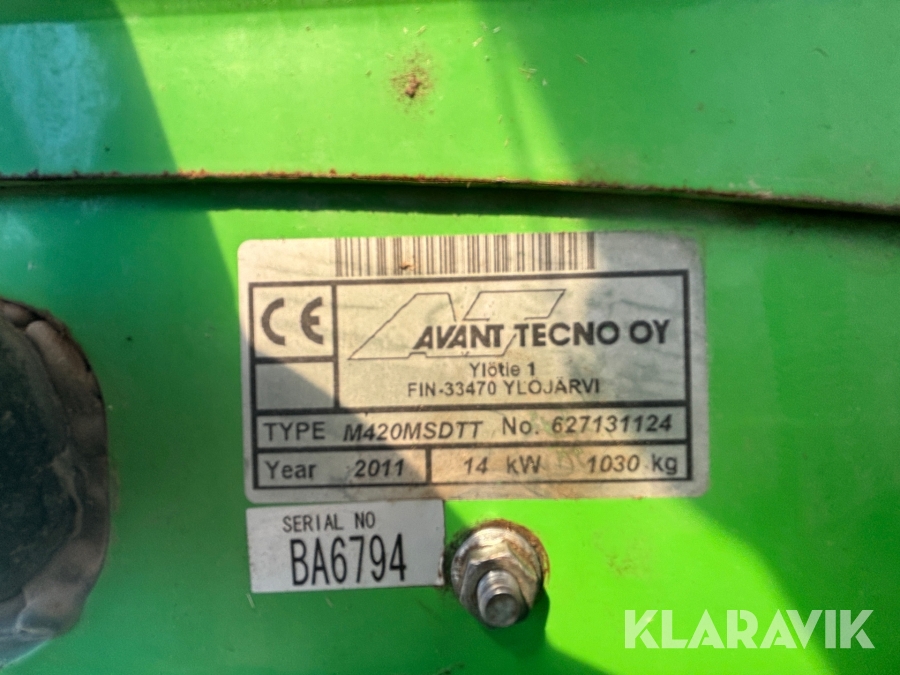 CE
AT
AVANT TECNO OY
Ylötie 1
FIN-33470 YLÖJÄRVI
TYPE M420MSDTT No. 627131124
Year 2011 14 kW 1030 kg
SERIAL NO
BA6794
KLARAVIK